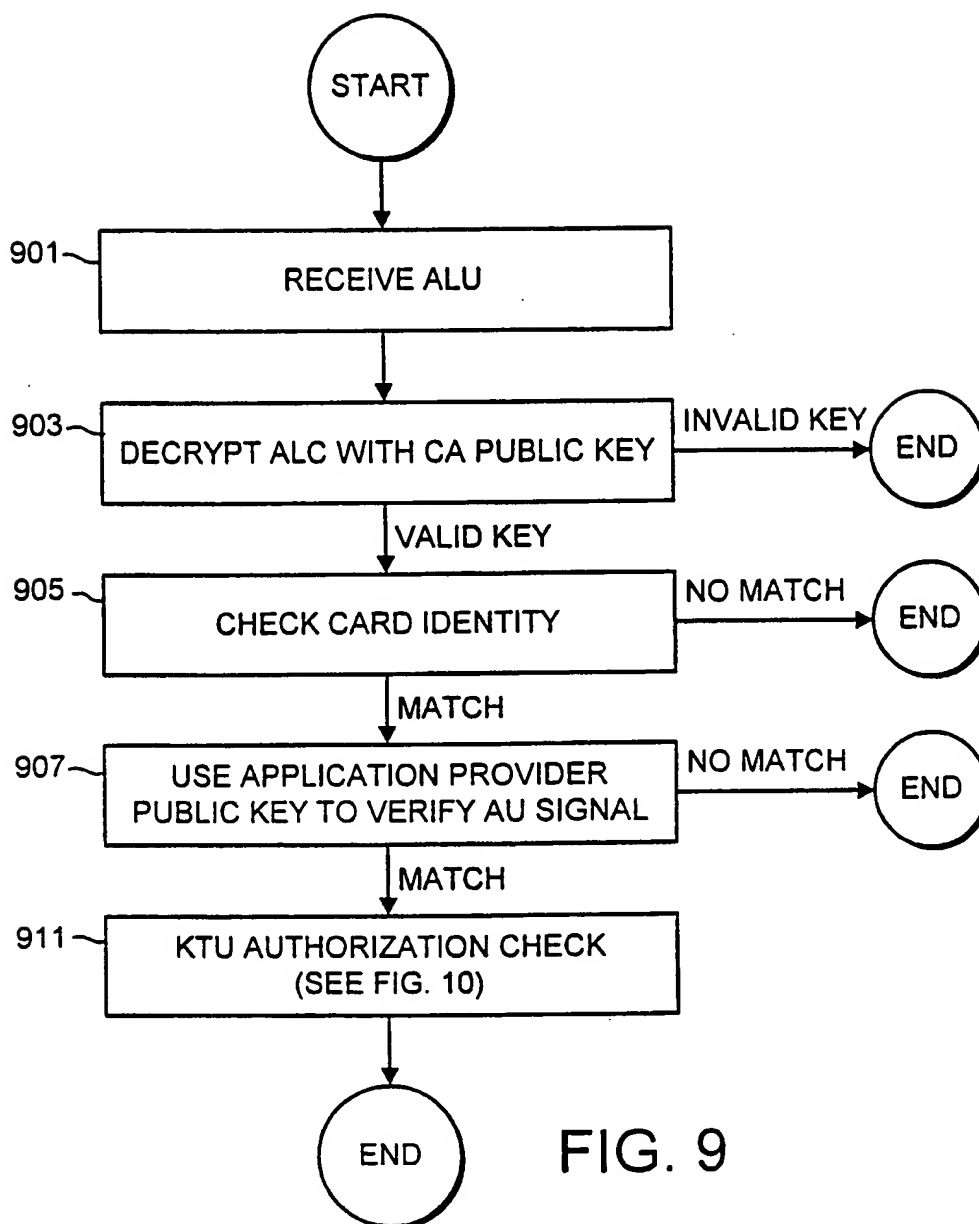 START
901
RECEIVE ALU
903
DECRYPT ALC WITH CA PUBLIC KEY
INVALID KEY
END
VALID KEY
905
CHECK CARD IDENTITY
NO MATCH
END
MATCH
907
USE APPLICATION PROVIDER
PUBLIC KEY TO VERIFY AU SIGNAL
NO MATCH
END
MATCH
911
KTU AUTHORIZATION CHECK
(SEE FIG. 10)
END
FIG. 9